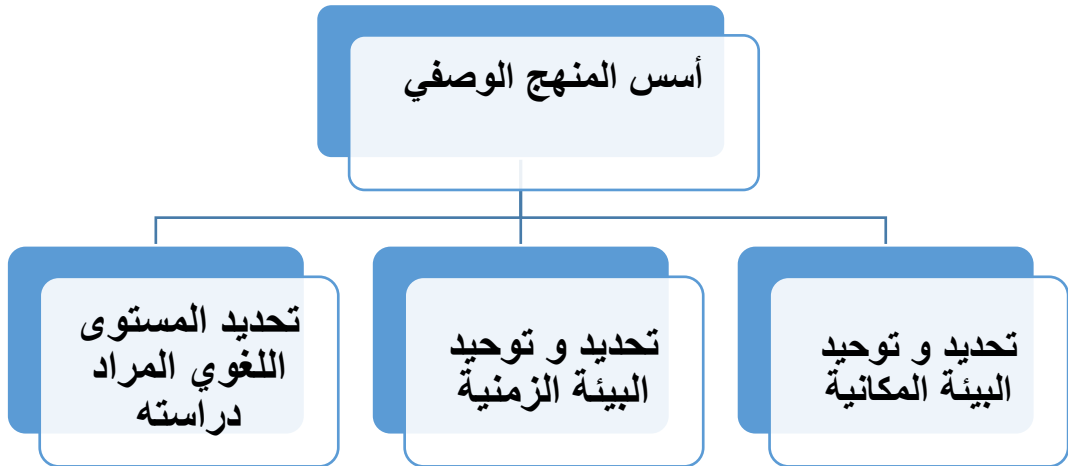 أسس المنهج الوصفي
تحديد و توحيد
البيئة المكانية
تحديد و توحيد
البيئة الزمنية
تحديد المستوى
اللغوي المراد
دراسته